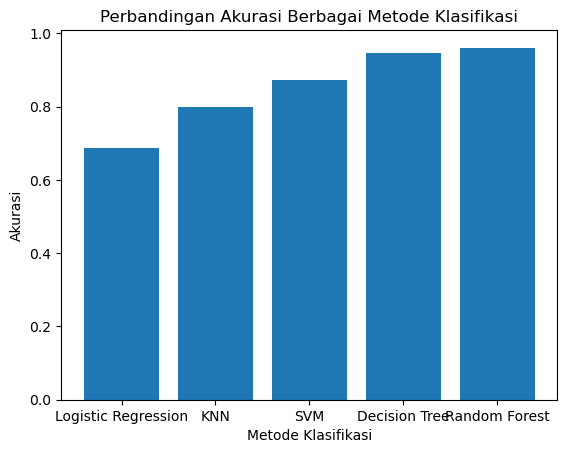 Perbandingan Akurasi Berbagai Metode Klasifikasi
1.0
0.8
0.6
0.4
0.2
0.0
Akurasi
Logistic Regression KNN SVM Decision Tree Random Forest
Metode Klasifikasi